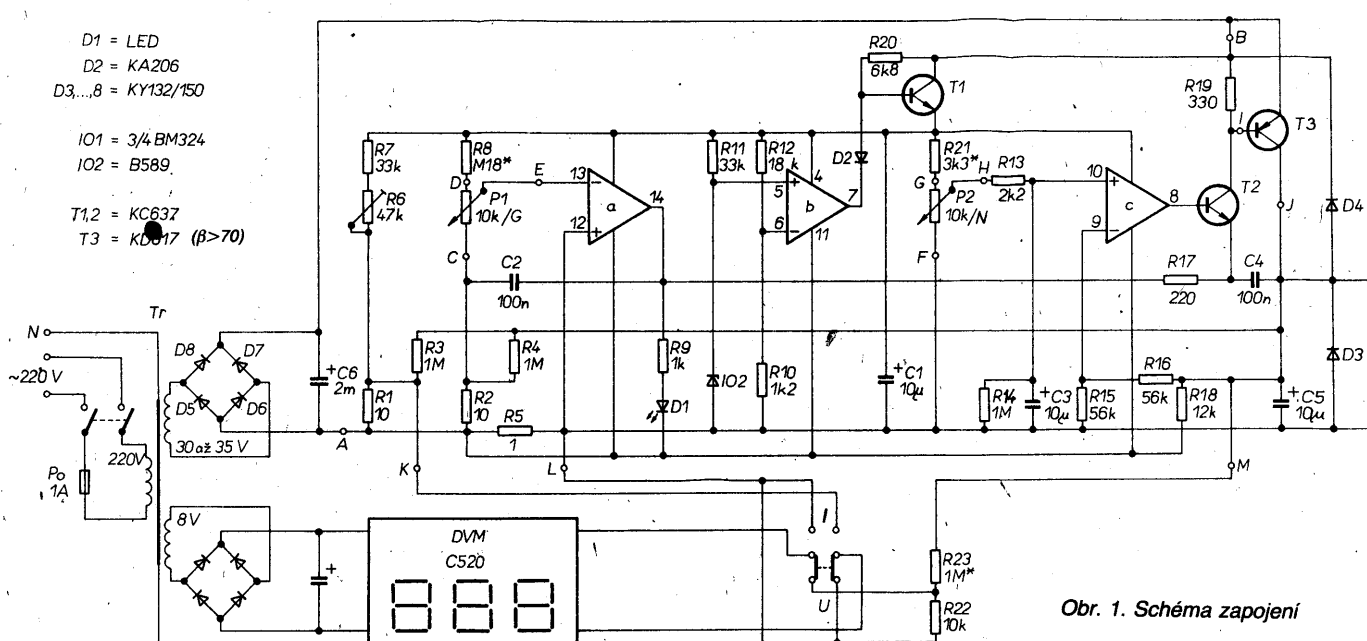 D1 = LED
D2 = KA206
D3,...,8 = KY132/150
IO1 = 3/4 BM324
IO2 = B589
T1,2 = KC637
(β>70)
R20
6k8
B
T1
R19
330
I
T3
R7
33k
R8
M18*
E
R11
33k
R12
18
k
D2
R21
3k3*
H
R13
2k2
D
P1
10k/G
13
14
12
a
R6
47k
4
5
6
7
11
b
G
P2
10k/N
10
9
8
c
T2
J
D4
C
C2
100n
F
R17
220
C4
100n
Tr
N
~220 V
D8
D7
D5
D6
30 až 35 V
220V
Po
1A
+
C6
2m
A
R3
1M
R4
1M
R1
10
R2
10
R5
1
R9
1k
D1
IO2
R10
1k2
+
C1
10μ
R14
1M
+
C3
10μ
R15
56k
R16
56k
R18
12k
+
C5
10μ
D3
K
L
M
8V
+
DVM
C520
888
I
U
R23
1M*
R22
10k
Obr. 1. Schéma zapojení